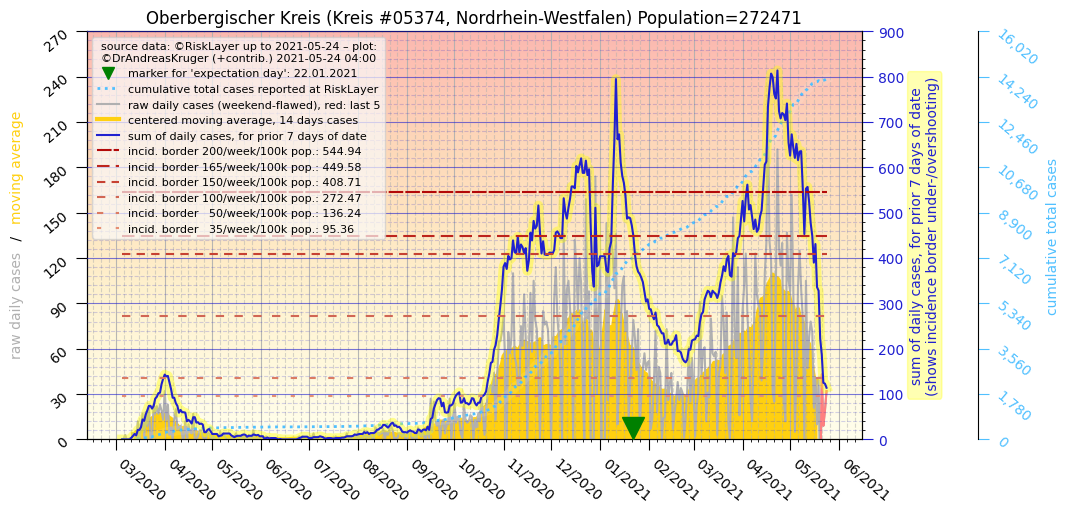 Oberbergischer Kreis (Kreis #05374, Nordrhein-Westfalen) Population=272471
source data: ©RiskLayer up to 2021-05-24 – plot:
©DrAndreasKruger (+contrib.) 2021-05-24 04:00
marker for 'expectation day': 22.01.2021
cumulative total cases reported at RiskLayer
raw daily cases (weekend-flawed), red: last 5
centered moving average, 14 days cases
sum of daily cases, for prior 7 days of date
incid. border 200/week/100k pop.: 544.94
incid. border 165/week/100k pop.: 449.58
incid. border 150/week/100k pop.: 408.71
incid. border 100/week/100k pop.: 272.47
incid. border   50/week/100k pop.: 136.24
incid. border   35/week/100k pop.: 95.36
raw daily cases   /   moving average
270
240
210
180
150
120
90
60
30
0
03/2020
04/2020
05/2020
06/2020
07/2020
08/2020
09/2020
10/2020
11/2020
12/2020
01/2021
02/2021
03/2021
04/2021
05/2021
06/2021
900
800
700
600
500
400
300
200
100
0
sum of daily cases, for prior 7 days of date
(shows incidence border under-/overshooting)
16,020
14,240
12,460
10,680
8,900
7,120
5,340
3,560
1,780
0
cumulative total cases